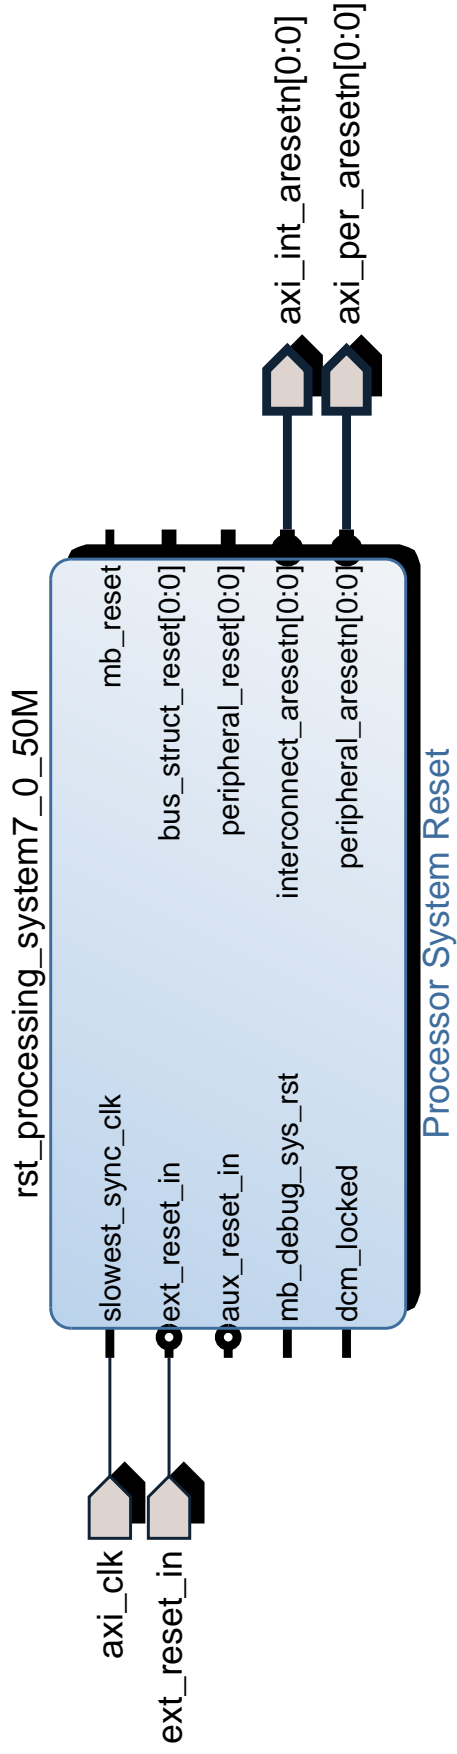 rst_processing_system7_0_50M
axi_clk
ext_reset_in
slowest_sync_clk
ext_reset_in
aux_reset_in
mb_debug_sys_rst
dcm_locked
mb_reset
bus_struct_reset[0:0]
peripheral_reset[0:0]
interconnect_aresetn[0:0]
peripheral_aresetn[0:0]
axi_int_aresetn[0:0]
axi_per_aresetn[0:0]
Processor System Reset